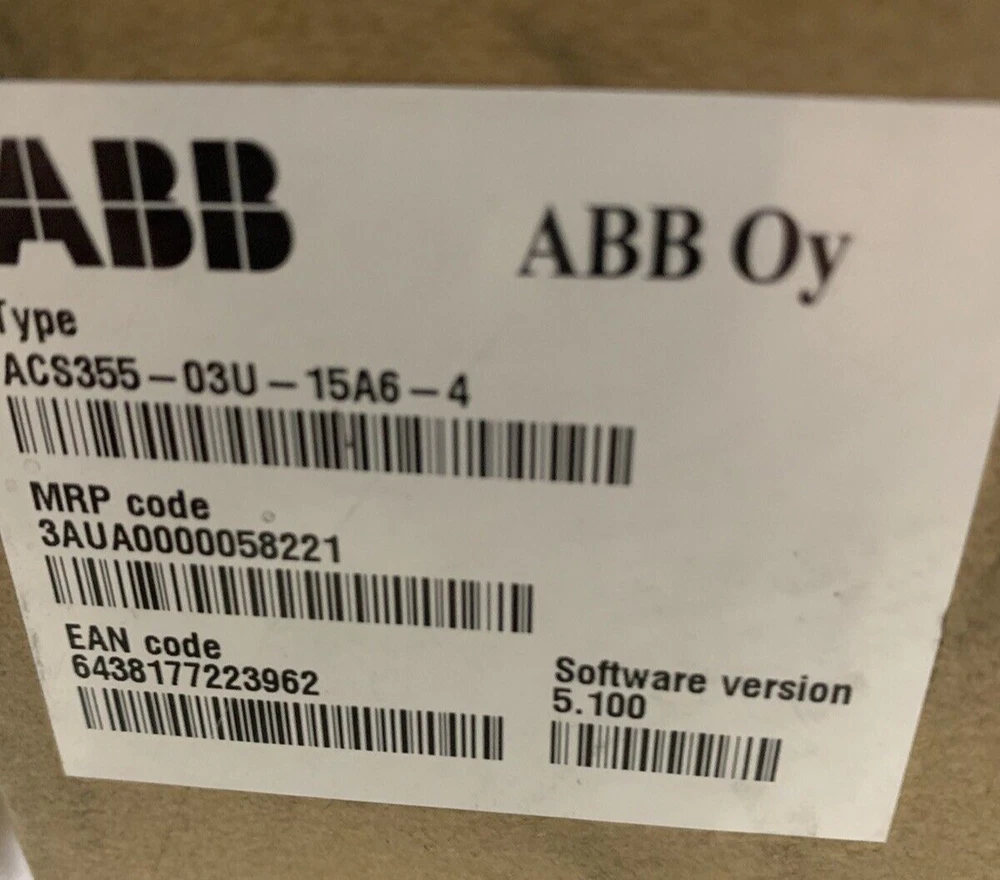 ABB
ABB Oy
Type
ACS355-03U-15A6-4
MRP code
3AUA0000058221
EAN code
6438177223962
Software version
5.100